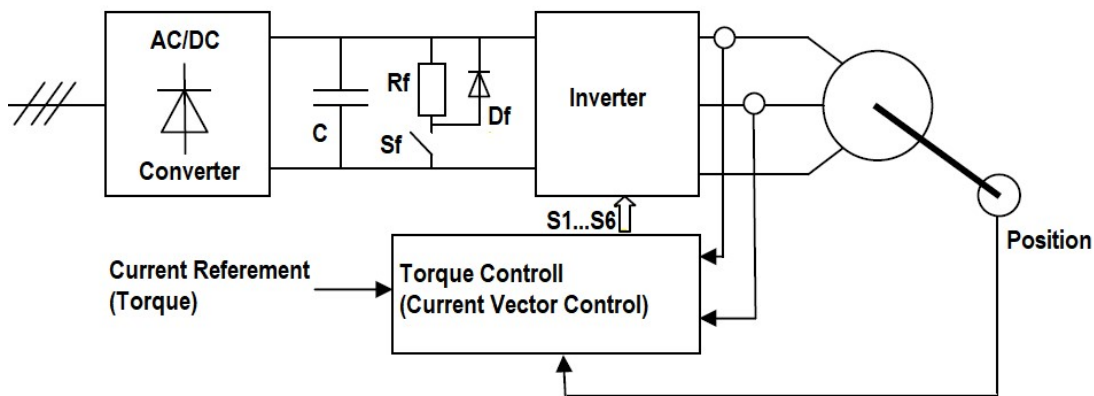 AC/DC
Converter
C
Rf
Df
Sf
Inverter
S1...S6
Position
Current Referement
(Torque)
Torque Controll
(Current Vector Control)